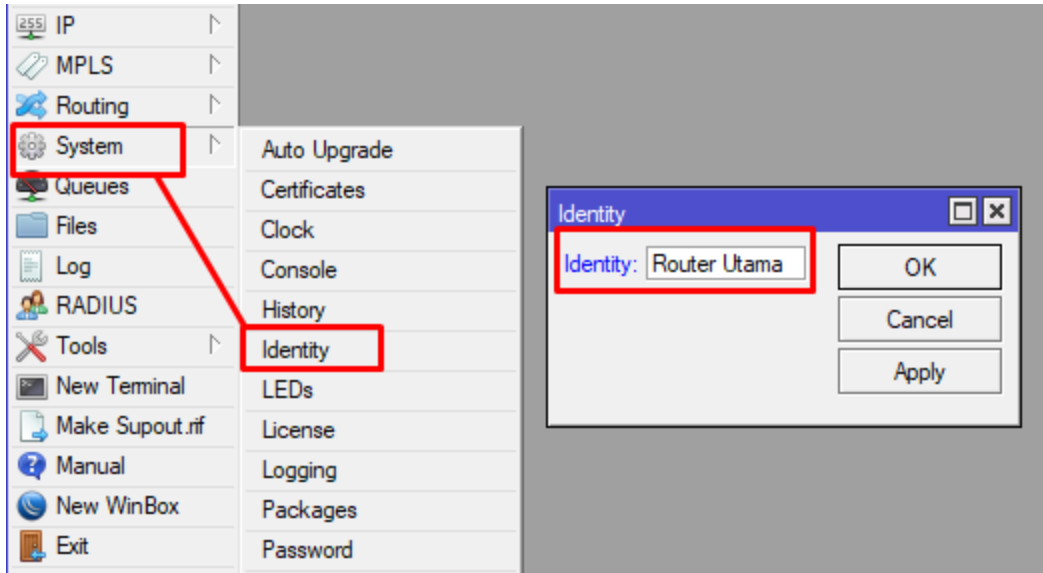 255 IP
MPLS
Routing
System
Queues
Files
Log
RADIUS
Tools
New Terminal
Make Supout.rif
Manual
New WinBox
Exit
Auto Upgrade
Certificates
Clock
Console
History
Identity
LEDs
License
Logging
Packages
Password
Identity
Identity: Router Utama
OK
Cancel
Apply